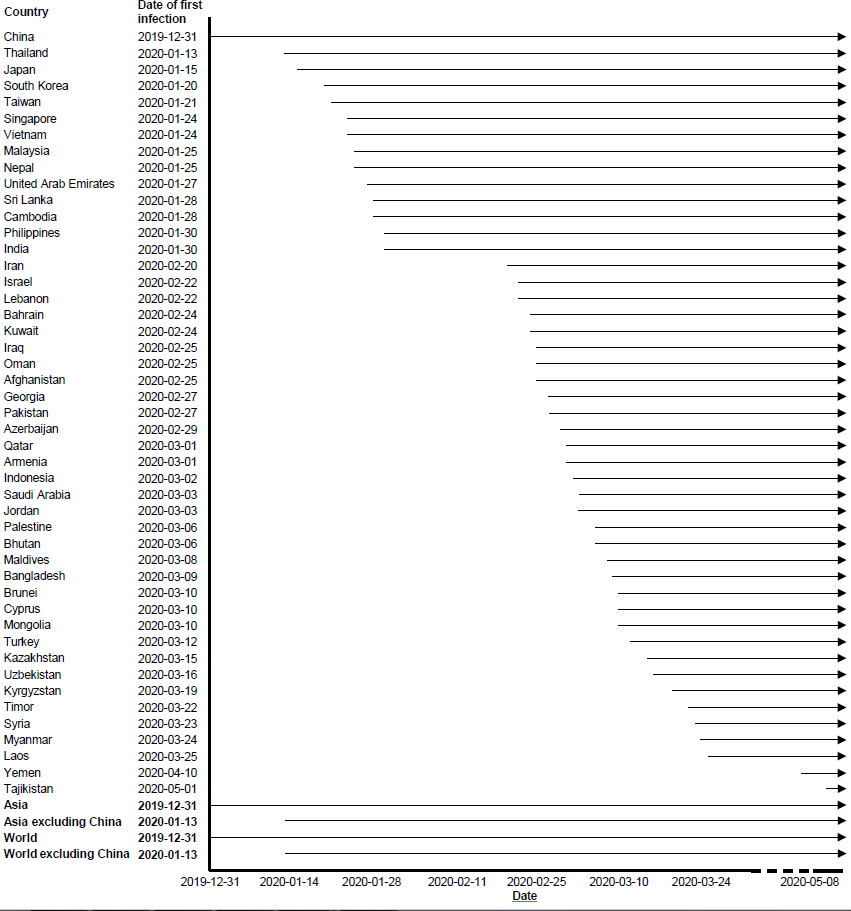 Country Date of first
infection
China 2019-12-31
Thailand 2020-01-13
Japan 2020-01-15
South Korea 2020-01-20
Taiwan 2020-01-21
Singapore 2020-01-24
Vietnam 2020-01-24
Malaysia 2020-01-25
Nepal 2020-01-25
United Arab Emirates 2020-01-27
Sri Lanka 2020-01-28
Cambodia 2020-01-28
Philippines 2020-01-30
India 2020-01-30
Iran 2020-02-20
Israel 2020-02-22
Lebanon 2020-02-22
Bahrain 2020-02-24
Kuwait 2020-02-24
Iraq 2020-02-25
Oman 2020-02-25
Afghanistan 2020-02-25
Georgia 2020-02-27
Pakistan 2020-02-27
Azerbaijan 2020-02-29
Qatar 2020-03-01
Armenia 2020-03-01
Indonesia 2020-03-02
Saudi Arabia 2020-03-03
Jordan 2020-03-03
Palestine 2020-03-06
Bhutan 2020-03-06
Maldives 2020-03-08
Bangladesh 2020-03-09
Brunei 2020-03-10
Cyprus 2020-03-10
Mongolia 2020-03-10
Turkey 2020-03-12
Kazakhstan 2020-03-15
Uzbekistan 2020-03-16
Kyrgyzstan 2020-03-19
Timor 2020-03-22
Syria 2020-03-23
Myanmar 2020-03-24
Laos 2020-03-25
Yemen 2020-04-10
Tajikistan 2020-05-01
Asia 2019-12-31
Asia excluding China 2020-01-13
World 2019-12-31
World excluding China 2020-01-13
2019-12-31 2020-01-14 2020-01-28 2020-02-11 2020-02-25 2020-03-10 2020-03-24 2020-05-08
Date